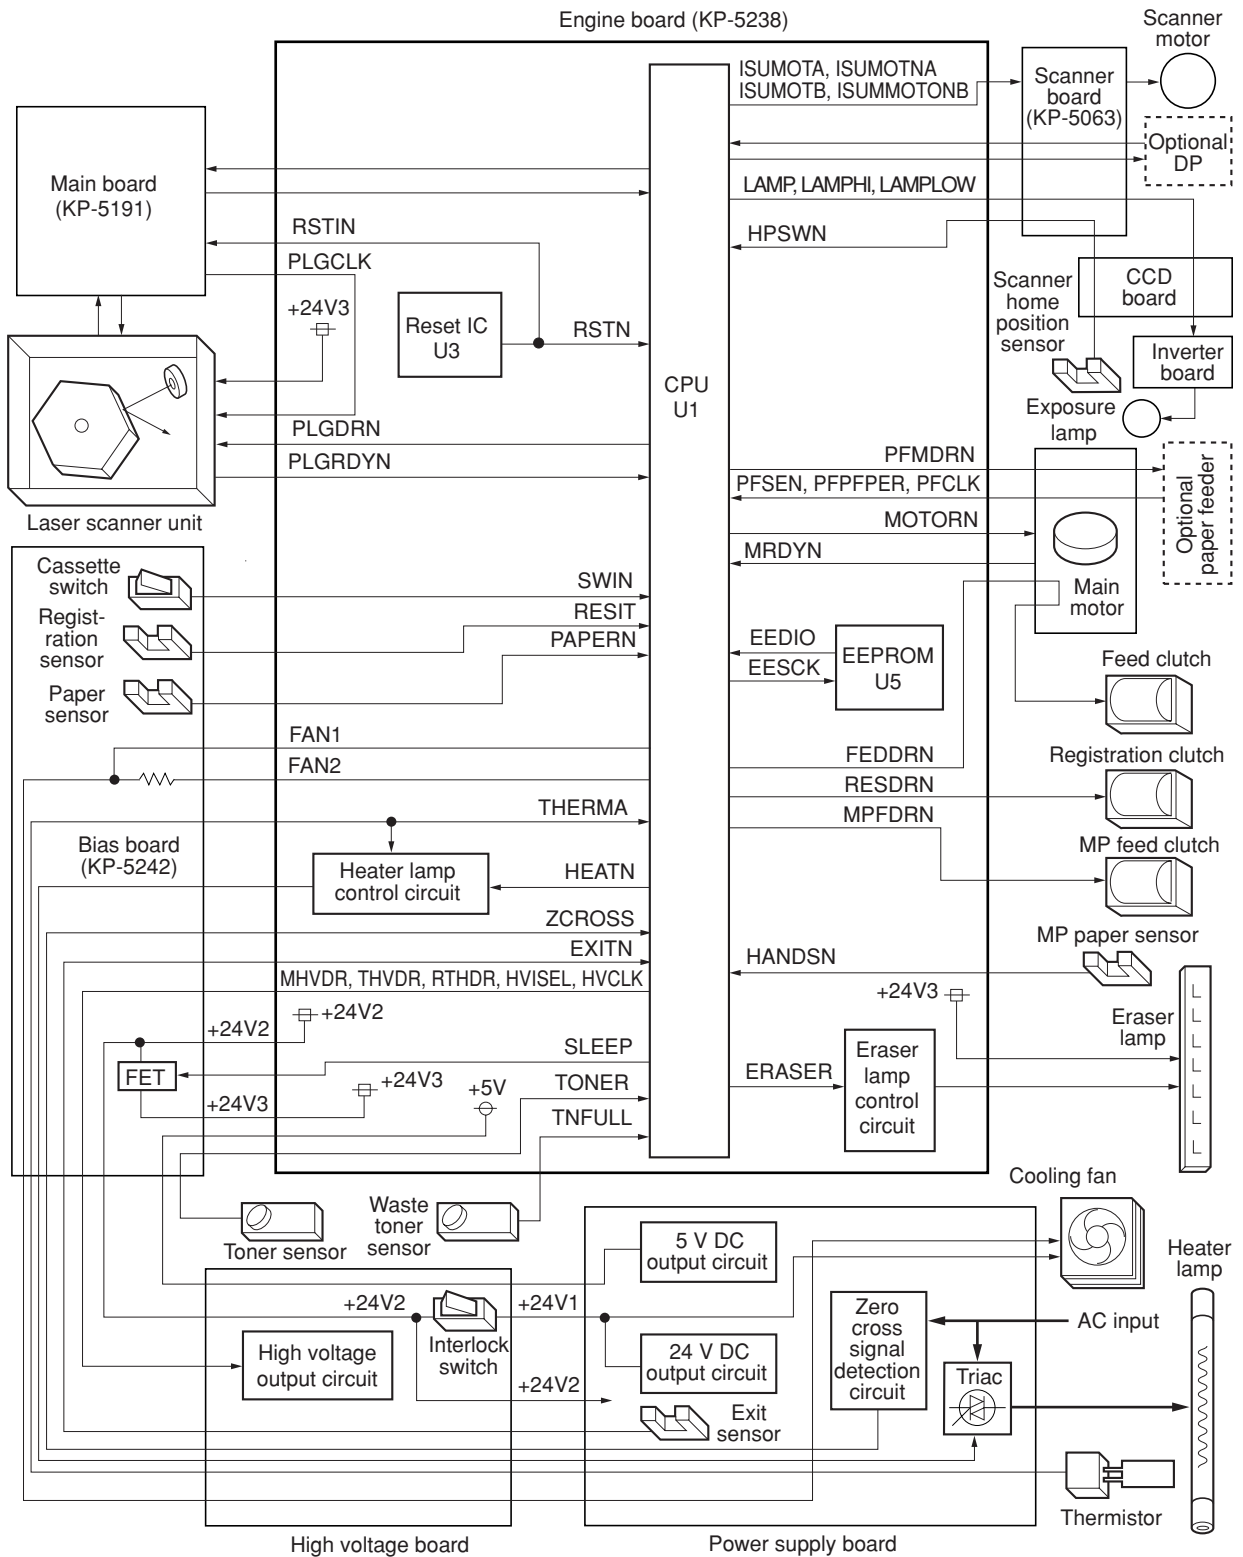 Engine board (KP-5238)
Scanner
motor
ISUMOTA, ISUMOTNA
ISUMOTB, ISUMMOTONB
Scanner
board
(KP-5063)
Optional
DP
Main board
(KP-5191)
LAMP, LAMPHI, LAMPLOW
RSTIN
HPSWN
PLGCLK
+24V3
Reset IC
U3
RSTN
CPU
U1
Scanner
home
position
sensor
CCD
board
Inverter
board
Exposure
lamp
PLGDRN
PLGRDYN
Laser scanner unit
PFMDRN
PFSEN, PFPFPER, PFCLK
MOTORN
MRDYN
Optional
paper feeder
Main
motor
Cassette
switch
SWIN
Regist-
ration
sensor
RESIT
PAPERN
Paper
sensor
EEDIO
EESCK
EEPROM
U5
Feed clutch
FAN1
FAN2
FEDDRN
Registration clutch
RESDRN
THERMA
MPFDRN
Bias board
(KP-5242)
Heater lamp
control circuit
HEATN
MP feed clutch
ZCROSS
EXITN
MP paper sensor
HANDSN
MHVDR, THVDR, RTHDR, HVISEL, HVCLK
+24V3
+24V2
+24V2
Eraser
lamp
SLEEP
FET
+24V3
+24V3
+5V
TONER
TNFULL
ERASER
Eraser
lamp
control
circuit
Cooling fan
Toner sensor
Waste
toner
sensor
5 V DC
output circuit
Heater
lamp
+24V2
+24V1
Interlock
switch
Zero
cross
signal
detection
circuit
AC input
High voltage
output circuit
24 V DC
output circuit
Triac
+24V2
Exit
sensor
Thermistor
High voltage board
Power supply board